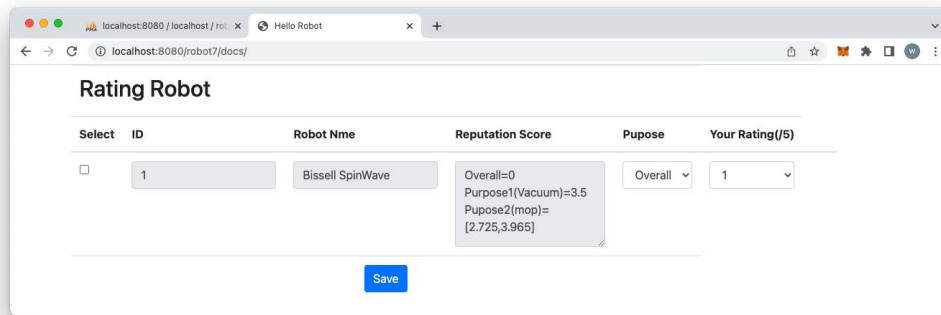 localhost:8080 / localhost / rob
Hello Robot
localhost:8080/robot7/docs/
Rating Robot
Select ID Robot Nme Reputation Score Pupose Your Rating(/5)
1 Bissell SpinWave Overall=0 Overall 1
Purpose1(Vacuum)=3.5
Pupose2(mop)=
[2.725,3.965]
Save